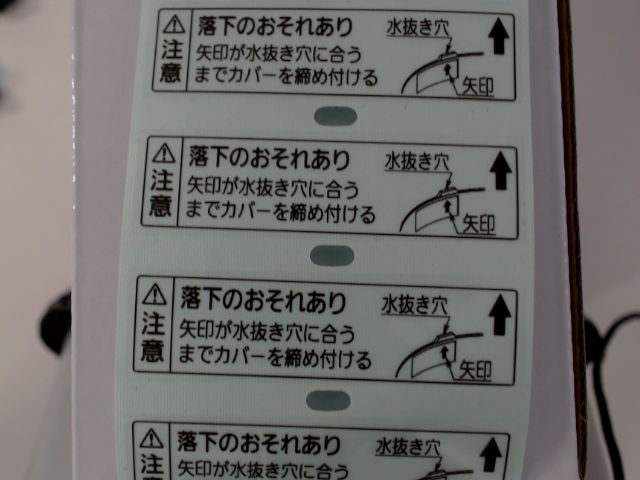 注意
落下のおそれあり
矢印が水抜き穴に合う
までカバーを締め付ける
水抜き穴
矢印
注意
落下のおそれあり
矢印が水抜き穴に合う
までカバーを締め付ける
水抜き穴
矢印
注意
落下のおそれあり
矢印が水抜き穴に合う
までカバーを締め付ける
水抜き穴
矢印
注意
落下のおそれあり
矢印が水抜き穴に合う
水抜き穴